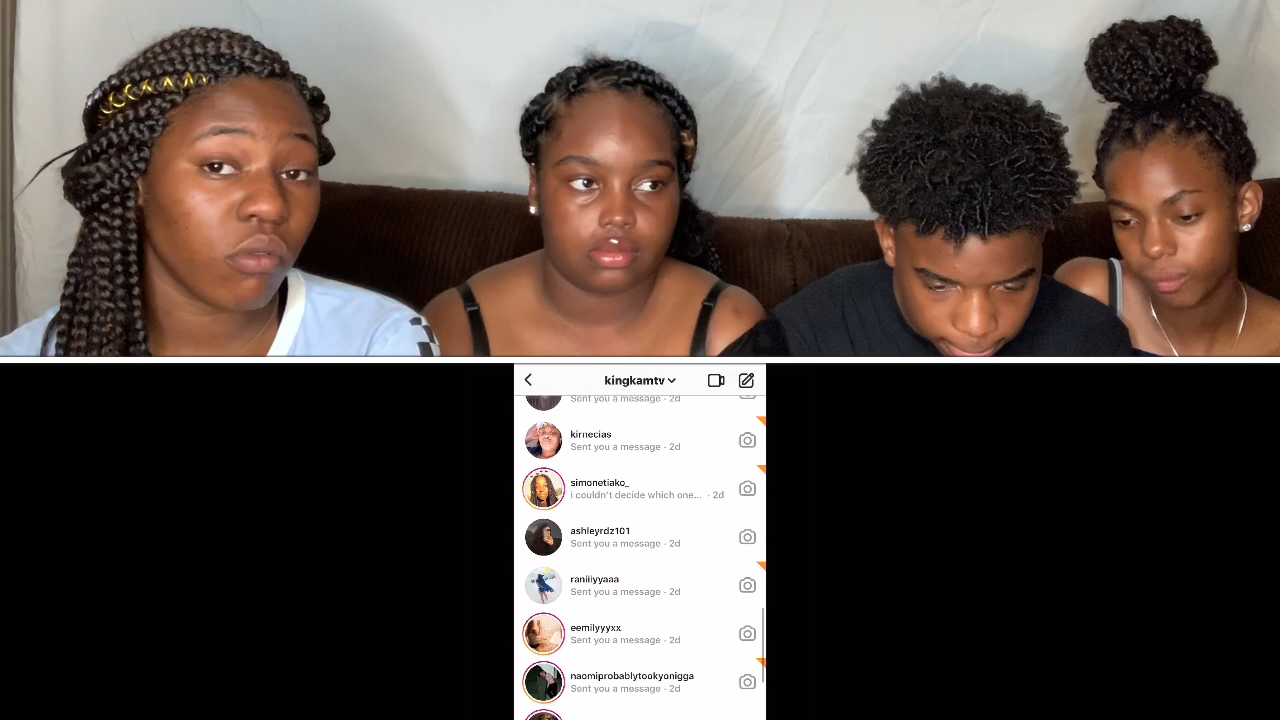 kingkamtv
Sent you a message · 2d
kirnecias
Sent you a message · 2d
simonetiako_
i couldn't decide which one... · 2d
ashleyrdz101
Sent you a message · 2d
raniiiyyaaa
Sent you a message · 2d
eemilyyyxx
Sent you a message · 2d
naomiprobablytookyonigga
Sent you a message · 2d